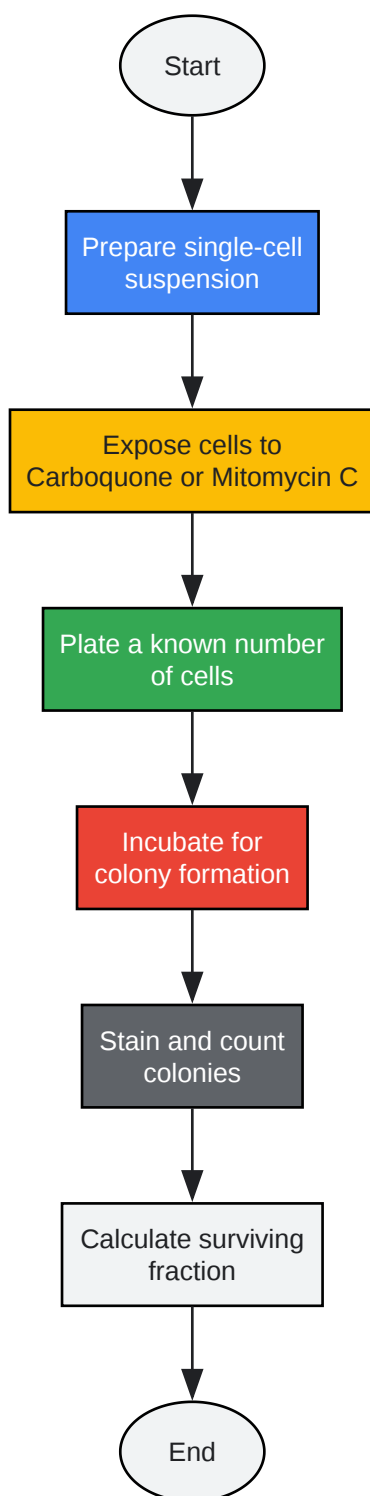 Start
Prepare single-cell
suspension
Expose cells to
Carboquone or Mitomycin C
Plate a known number
of cells
Incubate for
colony formation
Stain and count
colonies
Calculate surviving
fraction
End